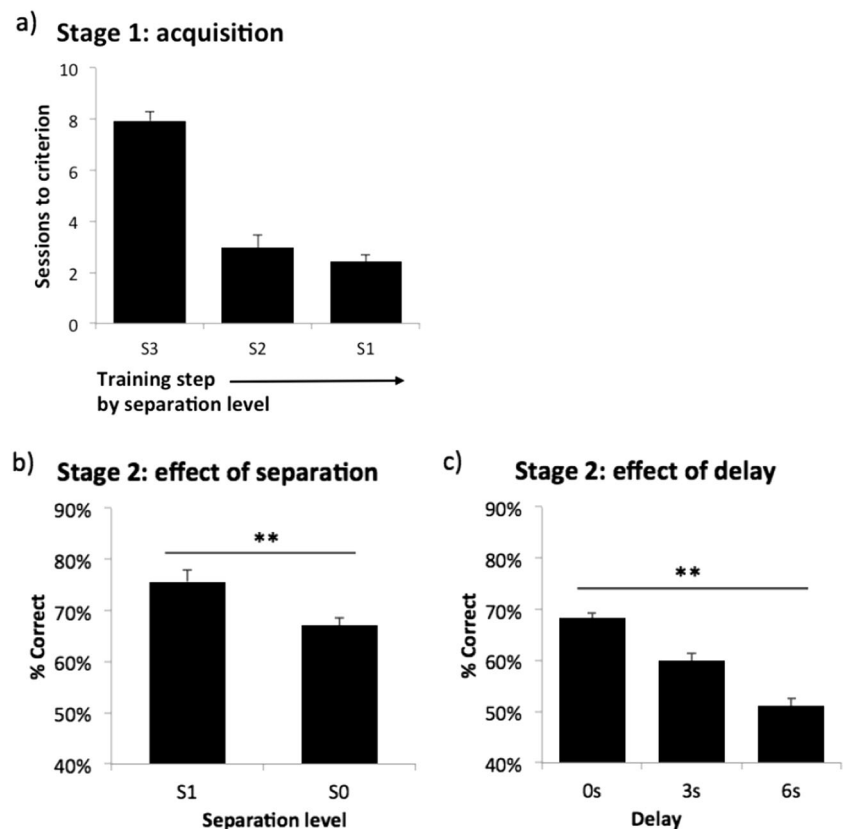 a) Stage 1: acquisition
Sessions to criterion
10
8
6
4
2
0
S3 S2 S1
Training step
by separation level
b) Stage 2: effect of separation
% Correct
90%
80%
70%
60%
50%
40%
**
S1 S0
Separation level
c) Stage 2: effect of delay
% Correct
90%
80%
70%
60%
50%
40%
**
0s 3s 6s
Delay